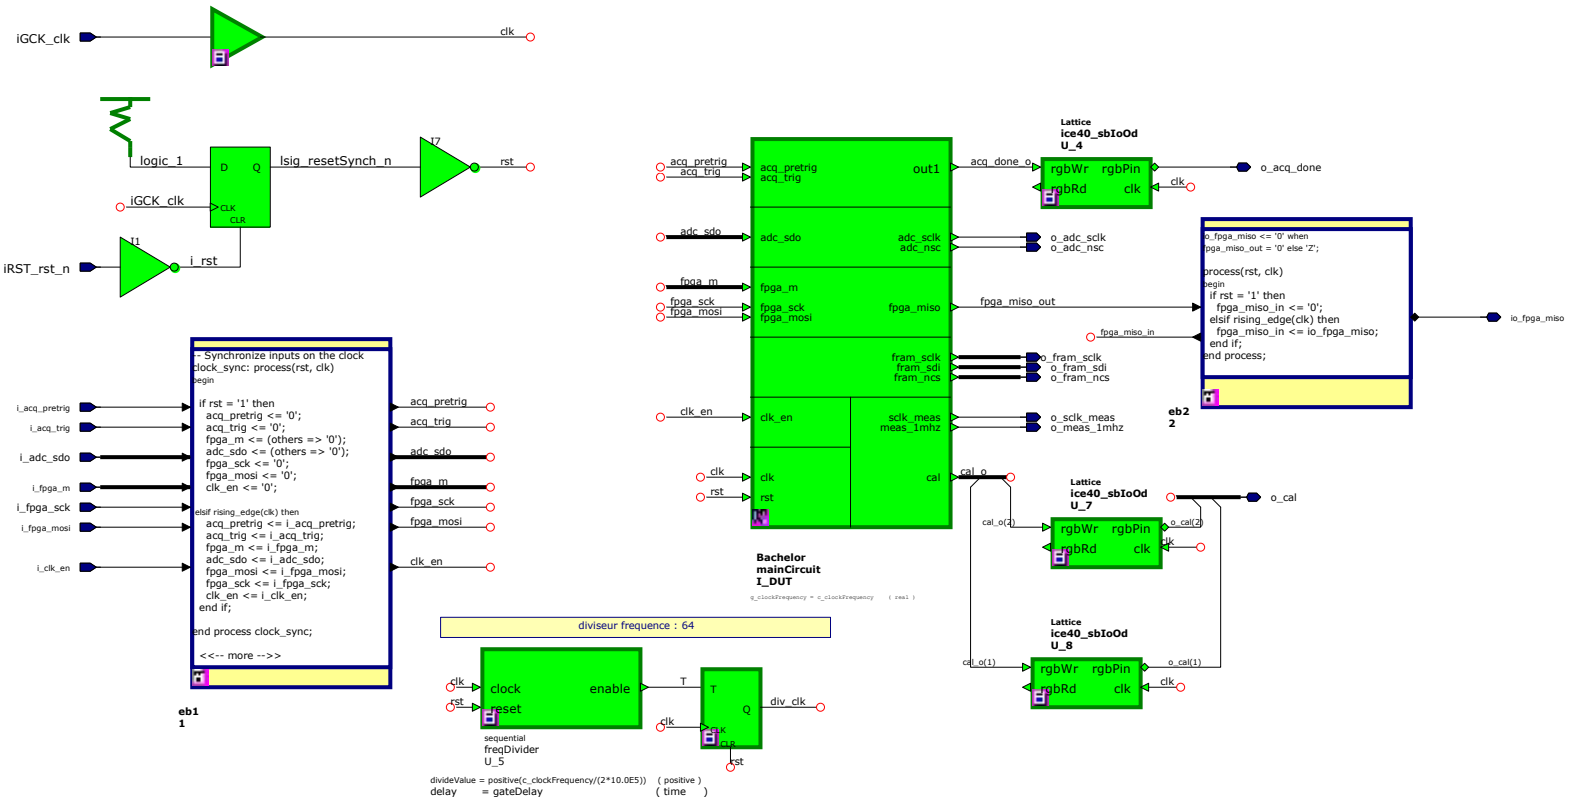 iGCK_clk
clk
logic_1
D
Q
lsig_resetSynch_n
I7
rst
iGCK_clk
CLK
CLR
iRST_rst_n
I1
i_rst
-- Synchronize inputs on the clock
clock_sync: process(rst, clk)
begin
if rst = '1' then
acq_pretrig <= '0';
acq_trig <= '0';
fpga_m <= (others => '0');
adc_sdo <= (others => '0');
fpga_sck <= '0';
fpga_mosi <= '0';
clk_en <= '0';
elsif rising_edge(clk) then
acq_pretrig <= i_acq_pretrig;
acq_trig <= i_acq_trig;
fpga_m <= i_fpga_m;
adc_sdo <= i_adc_sdo;
fpga_mosi <= i_fpga_mosi;
fpga_sck <= i_fpga_sck;
clk_en <= i_clk_en;
end if;
end process clock_sync;
<<-- more -->>
i_acq_pretrig
i_acq_trig
i_adc_sdo
i_fpga_m
i_fpga_sck
i_fpga_mosi
i_clk_en
acq_pretrig
acq_trig
adc_sdo
fpga_m
fpga_sck
fpga_mosi
clk_en
eb1
1
diviseur frequence : 64
clk
rst
clock
reset
enable
T
T
Q
CLK
CLR
clk
rst
div_clk
sequential
freqDivider
U_5
divideValue = positive(c_clockFrequency/(2*10.0E5)) ( positive )
delay = gateDelay ( time )
acq_pretrig
acq_trig
adc_sdo
fpga_m
fpga_sck
fpga_mosi
clk_en
clk
rst
acq_pretrig
acq_trig
adc_sdo
fpga_m
fpga_sck
fpga_mosi
clk_en
clk
rst
out1
adc_sclk
adc_nsc
fpga_miso
fram_sclk
fram_sdi
fram_ncs
sclk_meas
meas_1mhz
cal
Bachelor
mainCircuit
I_DUT
g_clockFrequency = c_clockFrequency ( real )
acq_done_o
Lattice
ice40_sbIoOd
U_4
rgbWr rgbPin
rgbRd clk
clk
o_acq_done
o_adc_sclk
o_adc_nsc
fpga_miso_out
fpga_miso_in
o_fram_sclk
o_fram_sdi
o_fram_ncs
o_sclk_meas
o_meas_1mhz
cal_o
io_fpga_miso <= '0' when
fpga_miso_out = '0' else 'Z';
process(rst, clk)
begin
if rst = '1' then
fpga_miso_in <= '0';
elsif rising_edge(clk) then
fpga_miso_in <= io_fpga_miso;
end if;
end process;
eb2
2
io_fpga_miso
Lattice
ice40_sbIoOd
U_7
cal_o(2)
rgbWr rgbPin
rgbRd clk
o_cal(2)
clk
o_cal
Lattice
ice40_sbIoOd
U_8
cal_o(1)
rgbWr rgbPin
rgbRd clk
o_cal(1)
clk